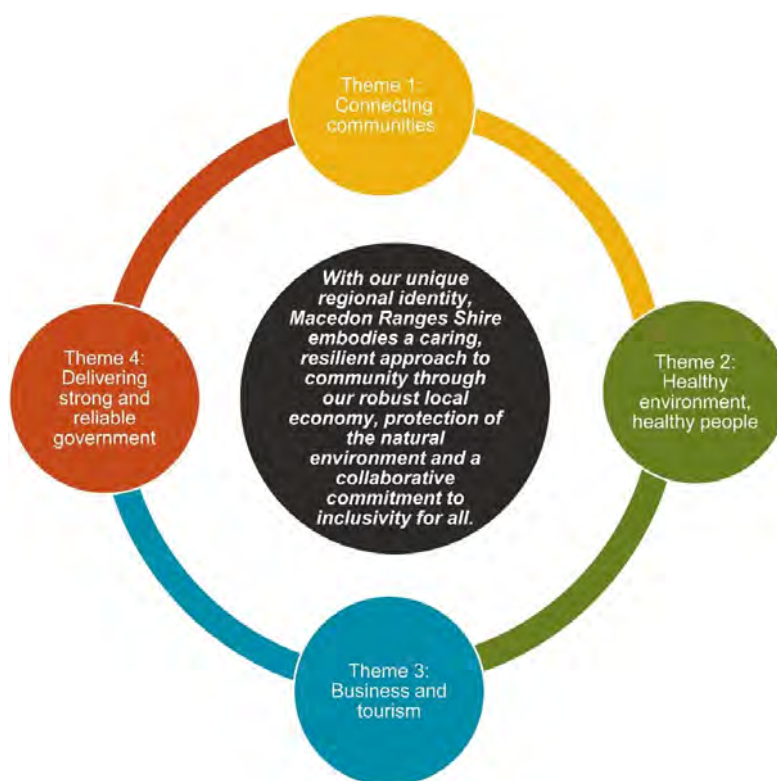 Theme 1:
Connecting
communities
With our unique
regional identity,
Macedon Ranges Shire
embodies a caring,
resilient approach to
community through
our robust local
economy, protection of
the natural
environment and a
collaborative
commitment to
inclusivity for all.
Theme 4:
Delivering
strong and
reliable
government
Theme 2:
Healthy
environment,
healthy people
Theme 3:
Business and
tourism